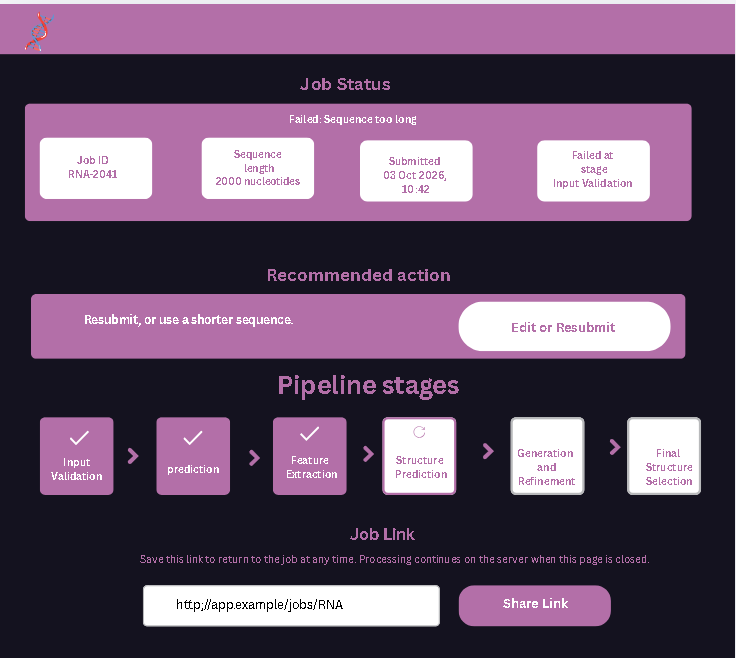 Job Status
Failed: Sequence too long
Job ID
RNA-2041
Sequence
length
2000 nucleotides
Submitted
03 Oct 2026,
10:42
Failed at
stage
Input Validation
Recommended action
Resubmit, or use a shorter sequence.
Edit or Resubmit
Pipeline stages
Input
Validation
prediction
Feature
Extraction
Structure
Prediction
Generation
and
Refinement
Final
Structure
Selection
Job Link
Save this link to return to the job at any time. Processing continues on the server when this page is closed.
http;//app.example/jobs/RNA
Share Link